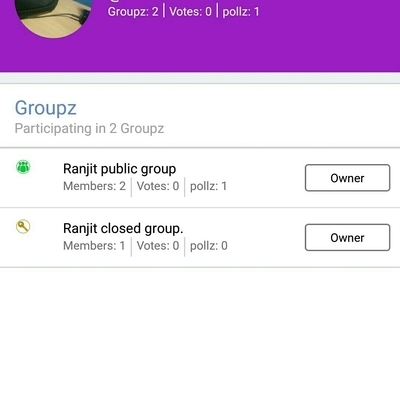 Groupz: 2 | Votes: 0 | pollz: 1
Groupz
Participating in 2 Groupz
Ranjit public group
Members: 2 | Votes: 0 | pollz: 1
Owner
Ranjit closed group.
Members: 1 | Votes: 0 | pollz: 0
Owner